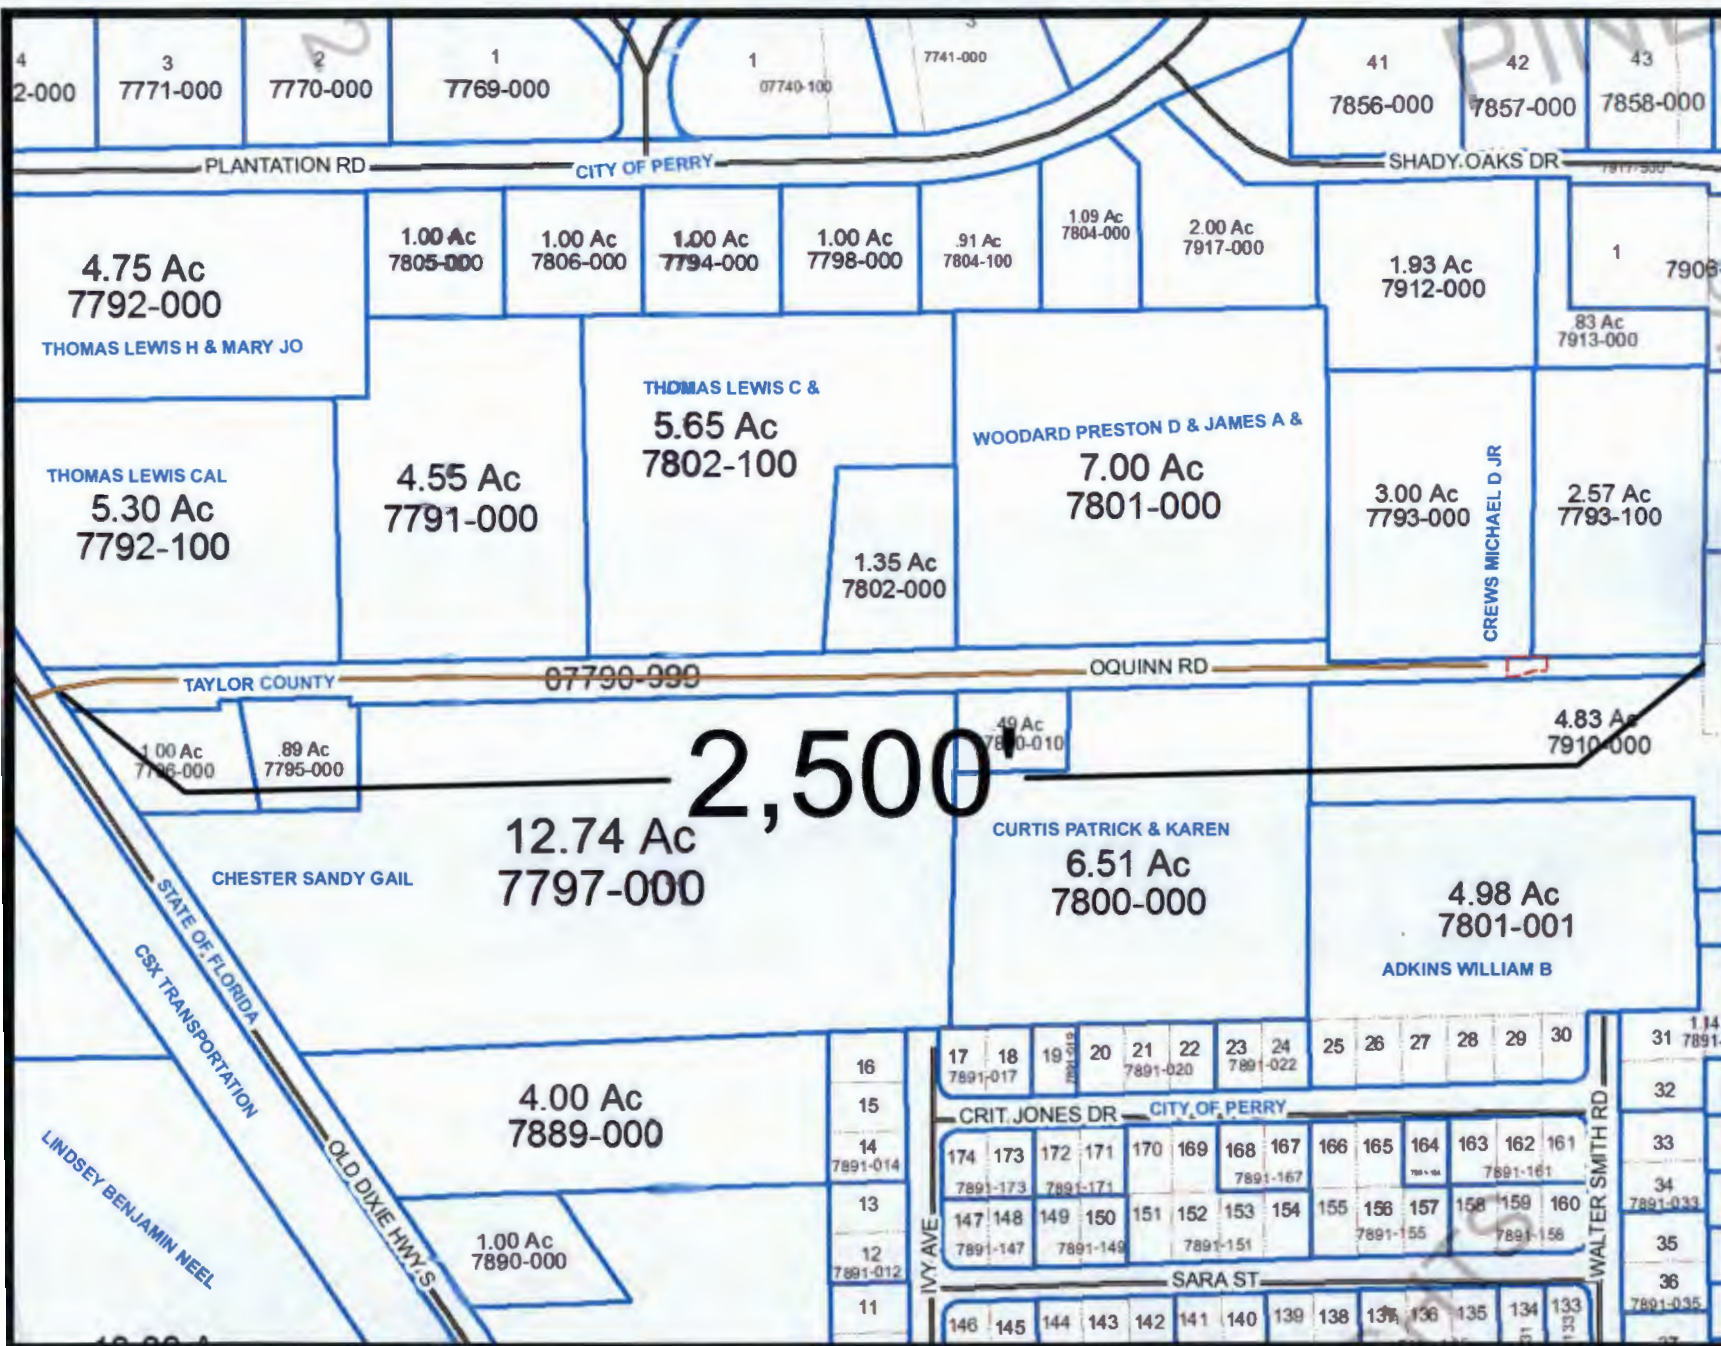 4
2-000
3
7771-000
2
7770-000
1
7769-000
1
07740-100
3
7741-000
41
7856-000
42
7857-000
43
7858-000
2
PINE
PLANTATION RD
CITY OF PERRY
SHADY OAKS DR
4.75 Ac
7792-000
THOMAS LEWIS H & MARY JO
1.00 Ac
7805-000
1.00 Ac
7806-000
1.00 Ac
7794-000
1.00 Ac
7798-000
.91 Ac
7804-100
1.09 Ac
7804-000
2.00 Ac
7917-000
1.93 Ac
7912-000
1
.83 Ac
7913-000
THOMAS LEWIS CAL
5.30 Ac
7792-100
4.55 Ac
7791-000
THOMAS LEWIS C &
5.65 Ac
7802-100
1.35 Ac
7802-000
WOODARD PRESTON D & JAMES A &
7.00 Ac
7801-000
3.00 Ac
7793-000
CREWS MICHAEL D JR
2.57 Ac
7793-100
TAYLOR COUNTY
07790-999
OQUINN RD
1.00 Ac
7796-000
.89 Ac
7795-000
2,500'
.49 Ac
4.83 Ac
7910-000
12.74 Ac
7797-000
CHESTER SANDY GAIL
CURTIS PATRICK & KAREN
6.51 Ac
7800-000
4.98 Ac
7801-001
ADKINS WILLIAM B
STATE OF FLORIDA
CSX TRANSPORTATION
LINDSEY BENJAMIN NEEL
OLD DIXIE HWY S
4.00 Ac
7889-000
1.00 Ac
7890-000
16
15
14
7891-014
13
12
7891-012
11
IVY AVE
17 18
7891-017
19
20 21 22
7891-020
23 24
7891-022
25 26 27 28 29 30
CRIT JONES DR
CITY OF PERRY
174 173 172 171 170 169 168 167 166 165 164 163 162 161
7891-173 7891-171 7891-167 7891-161
147 148 149 150 151 152 153 154 155 156 157 158 159 160
7891-147 7891-149 7891-151 7891-155 7891-158
SARA ST
146 145 144 143 142 141 140 139 138 137 136 135 134 133
WALTER SMITH RD
31
1.14
7891-
32
33
34
7891-033
35
36
7891-035